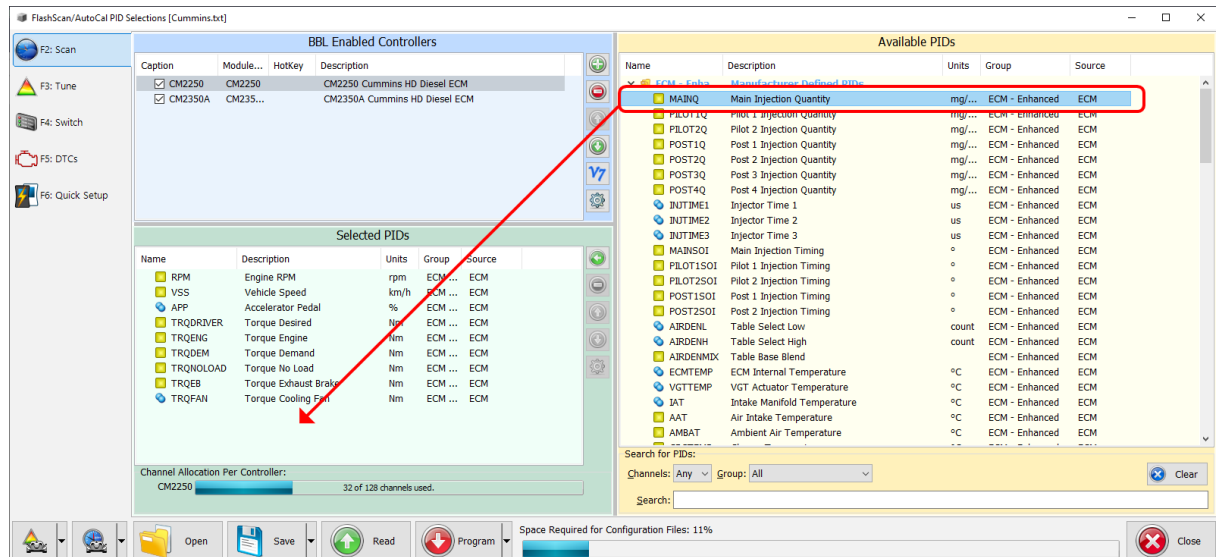 FlashScan/AutoCal PID Selections [Cummins.txt]
F2: Scan
F3: Tune
F4: Switch
F5: DTCs
F6: Quick Setup
BBL Enabled Controllers
Caption Module... HotKey Description
CM2250 CM2250 CM2250 Cummins HD Diesel ECM
CM2350A CM235... CM2350A Cummins HD Diesel ECM
V7
Selected PIDs
Name Description Units Group Source
RPM Engine RPM rpm ECM ... ECM
VSS Vehicle Speed km/h ECM ... ECM
APP Accelerator Pedal % ECM ... ECM
TRQDRIVER Torque Desired Nm ECM ... ECM
TRQENG Torque Engine Nm ECM ... ECM
TRQDEM Torque Demand Nm ECM ... ECM
TRQNOLOAD Torque No Load Nm ECM ... ECM
TRQEB Torque Exhaust Brake Nm ECM ... ECM
TRQFAN Torque Cooling Fan Nm ECM ... ECM
Channel Allocation Per Controller:
CM2250 32 of 128 channels used.
Available PIDs
Name Description Units Group Source
ECM - Enha... Manufacturer Defined PIDs
MAINQ Main Injection Quantity mg/... ECM - Enhanced ECM
PILOT1Q Pilot 1 Injection Quantity mg/... ECM - Enhanced ECM
PILOT2Q Pilot 2 Injection Quantity mg/... ECM - Enhanced ECM
POST1Q Post 1 Injection Quantity mg/... ECM - Enhanced ECM
POST2Q Post 2 Injection Quantity mg/... ECM - Enhanced ECM
POST3Q Post 3 Injection Quantity mg/... ECM - Enhanced ECM
POST4Q Post 4 Injection Quantity mg/... ECM - Enhanced ECM
INJTIME1 Injector Time 1 us ECM - Enhanced ECM
INJTIME2 Injector Time 2 us ECM - Enhanced ECM
INJTIME3 Injector Time 3 us ECM - Enhanced ECM
MAINSOI Main Injection Timing ° ECM - Enhanced ECM
PILOT1SOI Pilot 1 Injection Timing ° ECM - Enhanced ECM
PILOT2SOI Pilot 2 Injection Timing ° ECM - Enhanced ECM
POST1SOI Post 1 Injection Timing ° ECM - Enhanced ECM
POST2SOI Post 2 Injection Timing ° ECM - Enhanced ECM
AIRDENL Table Select Low count ECM - Enhanced ECM
AIRDENH Table Select High count ECM - Enhanced ECM
AIRDENMIX Table Base Blend ECM - Enhanced ECM
ECMTEMP ECM Internal Temperature °C ECM - Enhanced ECM
VGTTEMP VGT Actuator Temperature °C ECM - Enhanced ECM
IAT Intake Manifold Temperature °C ECM - Enhanced ECM
AAT Air Intake Temperature °C ECM - Enhanced ECM
AMBAT Ambient Air Temperature °C ECM - Enhanced ECM
Search for PIDs:
Channels: Any Group: All Clear
Search:
Open Save Read Program
Space Required for Configuration Files: 11%
Close